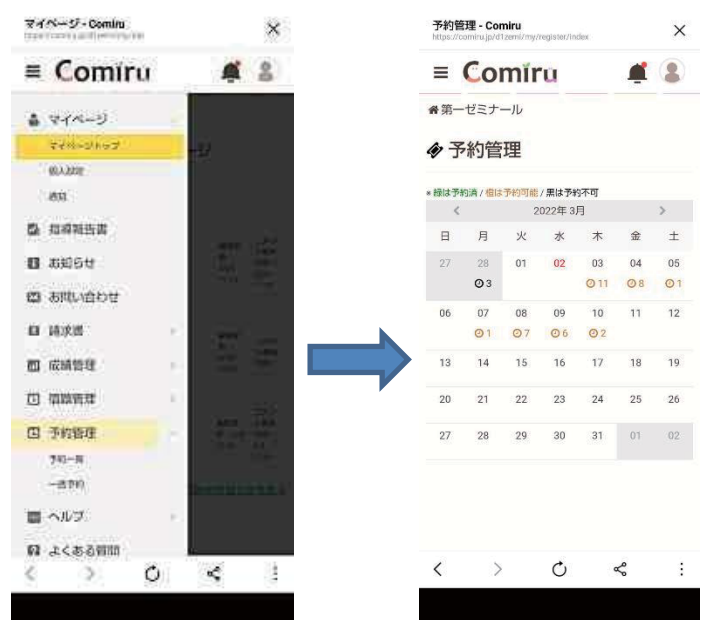 マイページ - Comiru
Comiru
マイページ
マイページトップ
個人設定
通知
指導報告書
お知らせ
お問い合わせ
請求書
成績管理
宿題管理
予約管理
予約一覧
一括予約
ヘルプ
よくある質問
予約管理 - Comiru
https://comiru.jp/d1zemi/my/register/index
Comiru
第一ゼミナール
予約管理
* 緑は予約済 / 橙は予約可能 / 黒は予約不可
< 2022年 3月 >
日 月 火 水 木 金 土
27 28 01 02 03 04 05
3 11 8 1
06 07 08 09 10 11 12
1 7 6 2
13 14 15 16 17 18 19
20 21 22 23 24 25 26
27 28 29 30 31 01 02